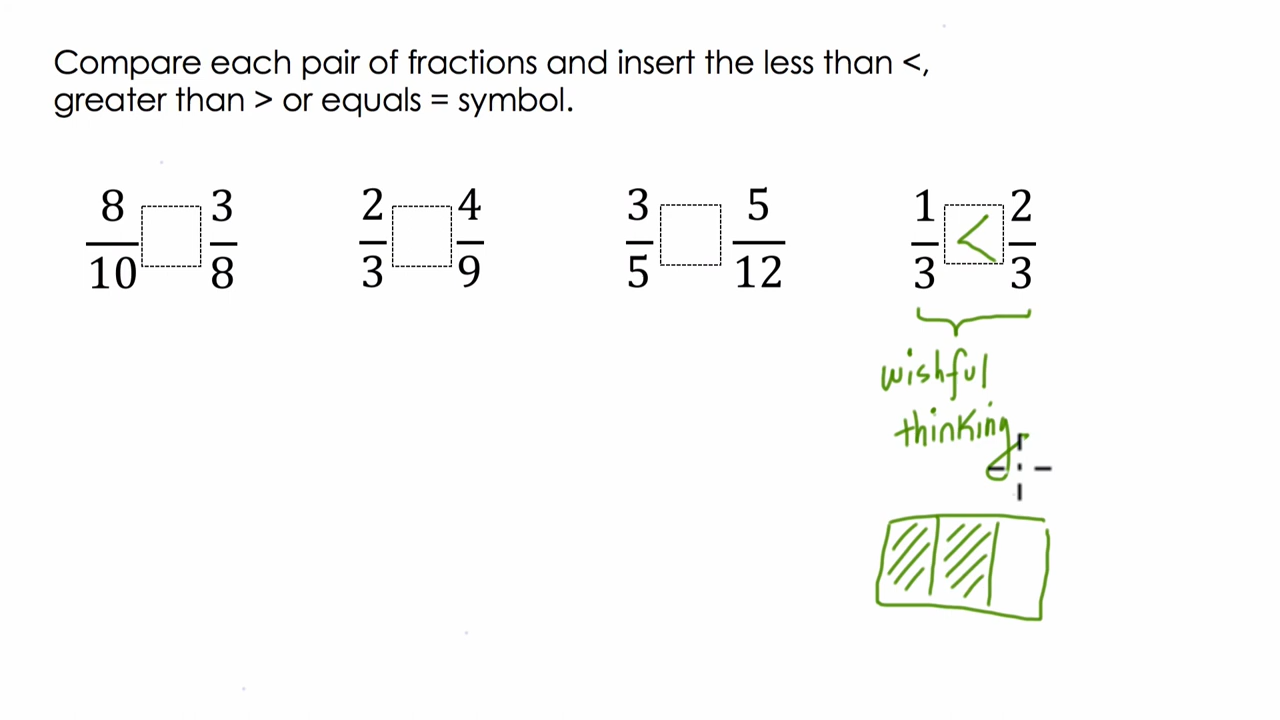 Compare each pair of fractions and insert the less than <,
greater than > or equals = symbol.
8 3
10 8
2 4
3 9
3 5
5 12
1 < 2
3 3
wishful
thinking